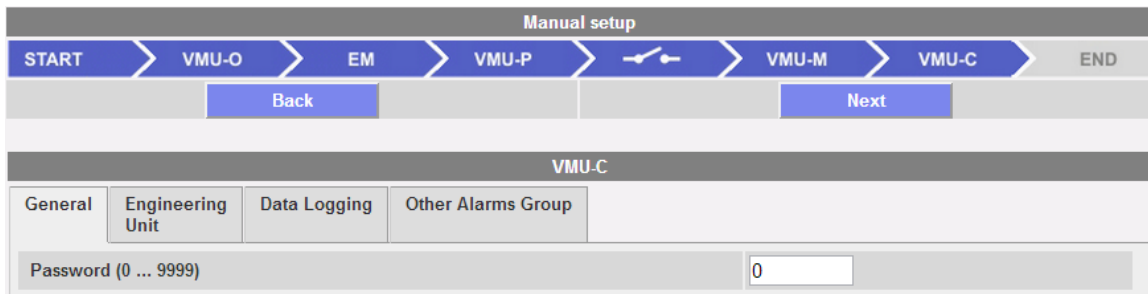 Manual setup
START VMU-O EM VMU-P VMU-M VMU-C END
Back Next
VMU-C
General Engineering Unit Data Logging Other Alarms Group
Password (0 ... 9999) 0